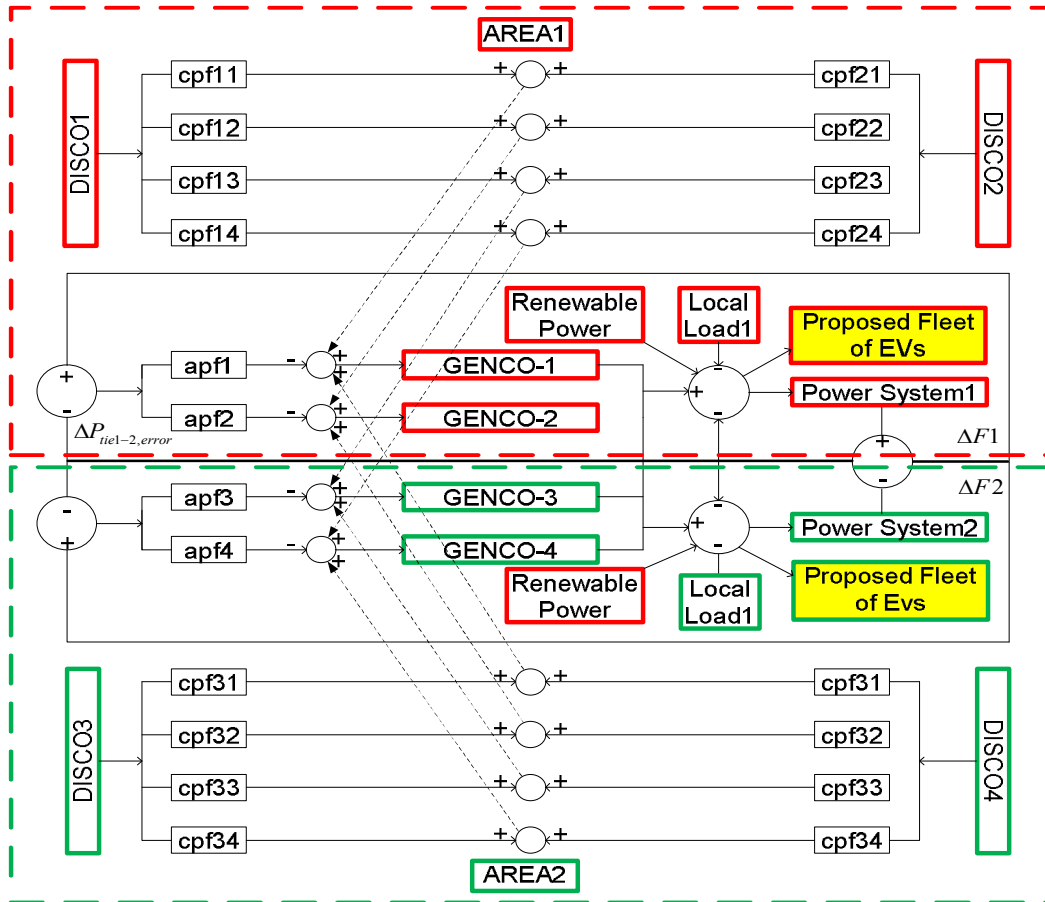 AREA1
DISCO1
cpf11
+
+
cpf21
DISCO2
cpf12
+
+
cpf22
cpf13
+
+
cpf23
cpf14
+
+
cpf24
Renewable
Power
Local
Load1
Proposed Fleet
of EVs
+
-
apf1
-
+
+
GENCO-1
-
-
+
-
Power System1
apf2
-
+
+
GENCO-2
ΔP tie1-2,error
+
-
ΔF1
ΔF2
-
+
apf3
-
+
+
GENCO-3
-
+
-
-
Power System2
apf4
-
+
+
GENCO-4
Renewable
Power
Local
Load1
Proposed Fleet
of Evs
DISCO3
cpf31
+
+
cpf31
DISCO4
cpf32
+
+
cpf32
cpf33
+
+
cpf33
cpf34
+
+
cpf34
AREA2